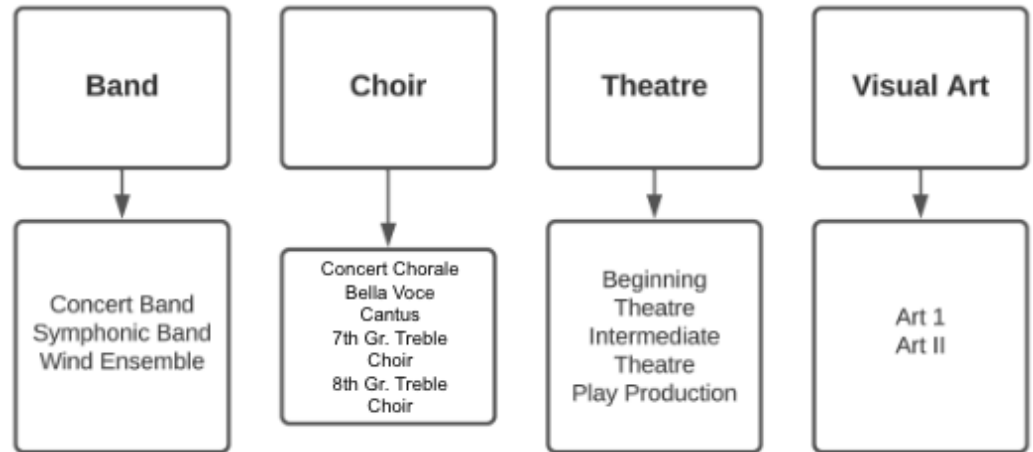 Band
Choir
Theatre
Visual Art
Concert Band
Symphonic Band
Wind Ensemble
Concert Chorale
Bella Voce
Cantus
7th Gr. Treble
Choir
8th Gr. Treble
Choir
Beginning
Theatre
Intermediate
Theatre
Play Production
Art 1
Art II